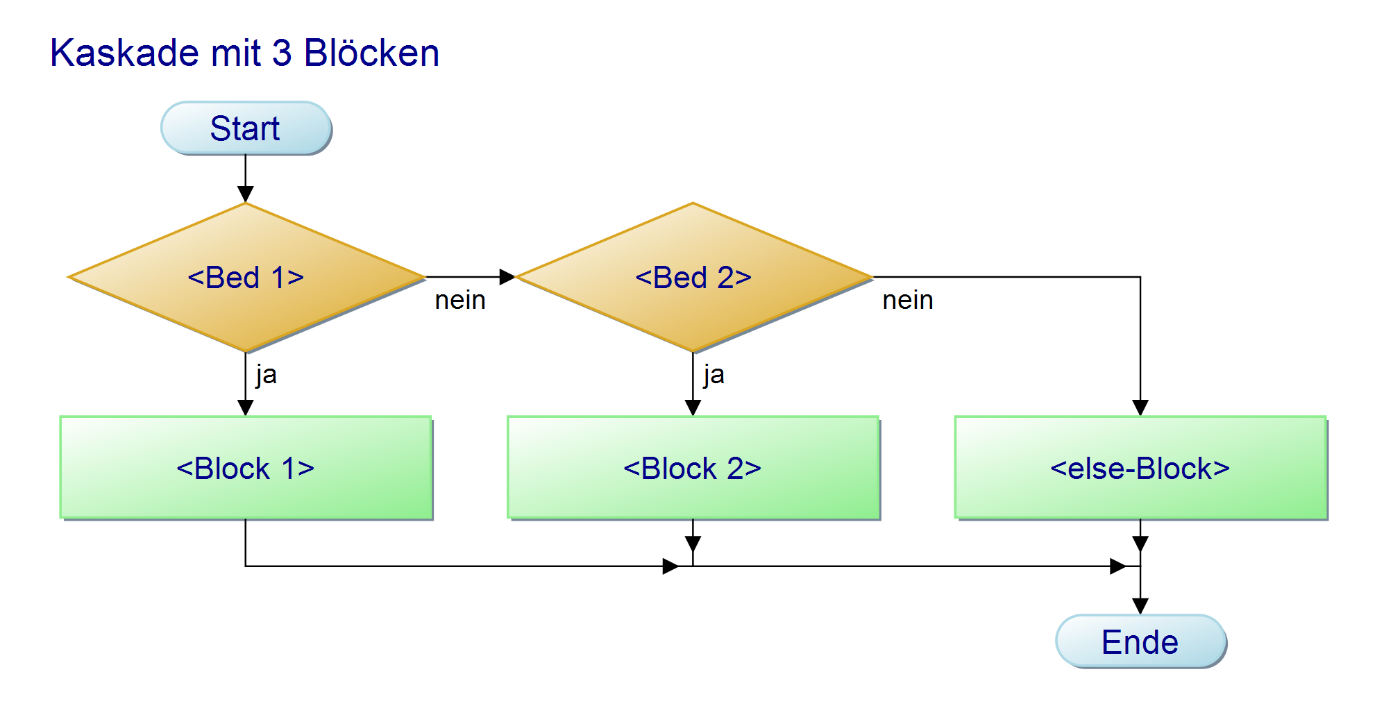 Kaskade mit 3 Blöcken
Start
<Bed 1>
nein
<Bed 2>
nein
ja
ja
<Block 1>
<Block 2>
<else-Block>
Ende